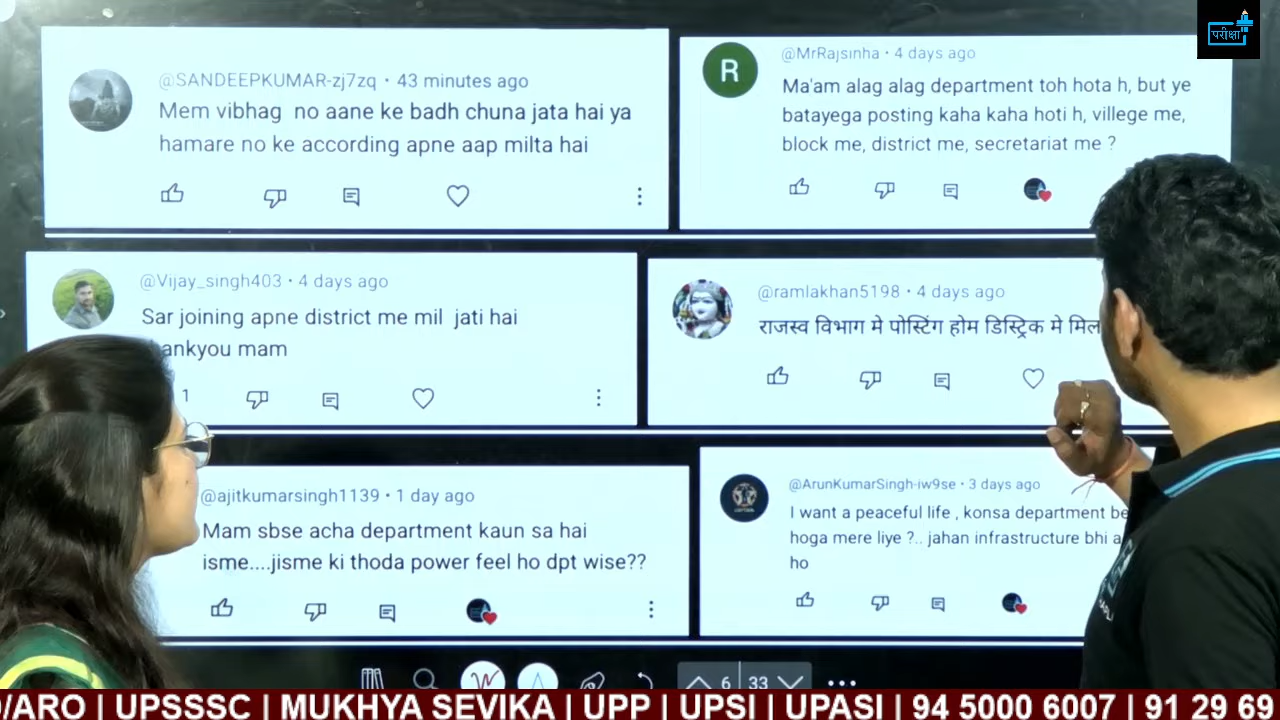 परीक्षा
@SANDEEPKUMAR-zj7zq • 43 minutes ago
Mem vibhag no aane ke badh chuna jata hai ya
hamare no ke according apne aap milta hai
R
@MrRajsinha • 4 days ago
Ma'am alag alag department toh hota h, but ye
batayega posting kaha kaha hoti h, villege me,
block me, district me, secretariat me ?
@Vijay_singh403 • 4 days ago
Sar joining apne district me mil jati hai
ankyou mam
1
@ramlakhan5198 • 4 days ago
राजस्व विभाग मे पोस्टिंग होम डिस्ट्रिक मे मिल
@ajitkumarsingh1139 • 1 day ago
Mam sbse acha department kaun sa hai
isme....jisme ki thoda power feel ho dpt wise??
@ArunKumarSingh-iw9se • 3 days ago
I want a peaceful life , konsa department be
hoga mere liye ?.. jahan infrastructure bhi a
ho
6 33
/ARO | UPSSSC | MUKHYA SEVIKA | UPP | UPSI | UPASI | 94 5000 6007 | 91 29 69